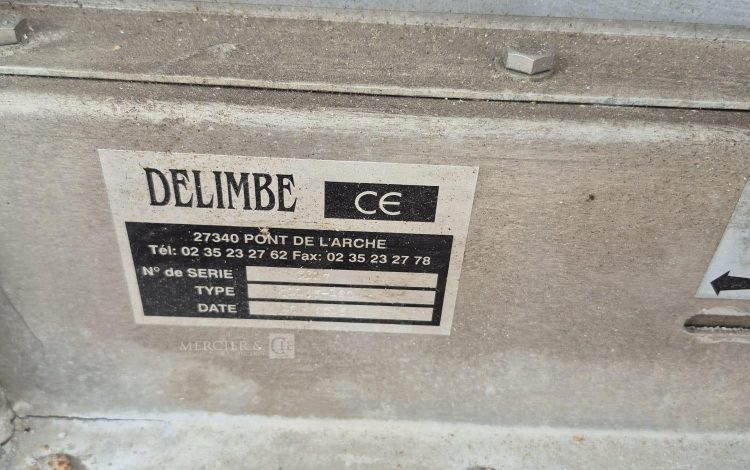 DELIMBE CE
27340 PONT DE L'ARCHE
Tél: 02 35 23 27 62 Fax: 02 35 23 27 78
N° de SERIE
TYPE
DATE
MERCIER & CIE